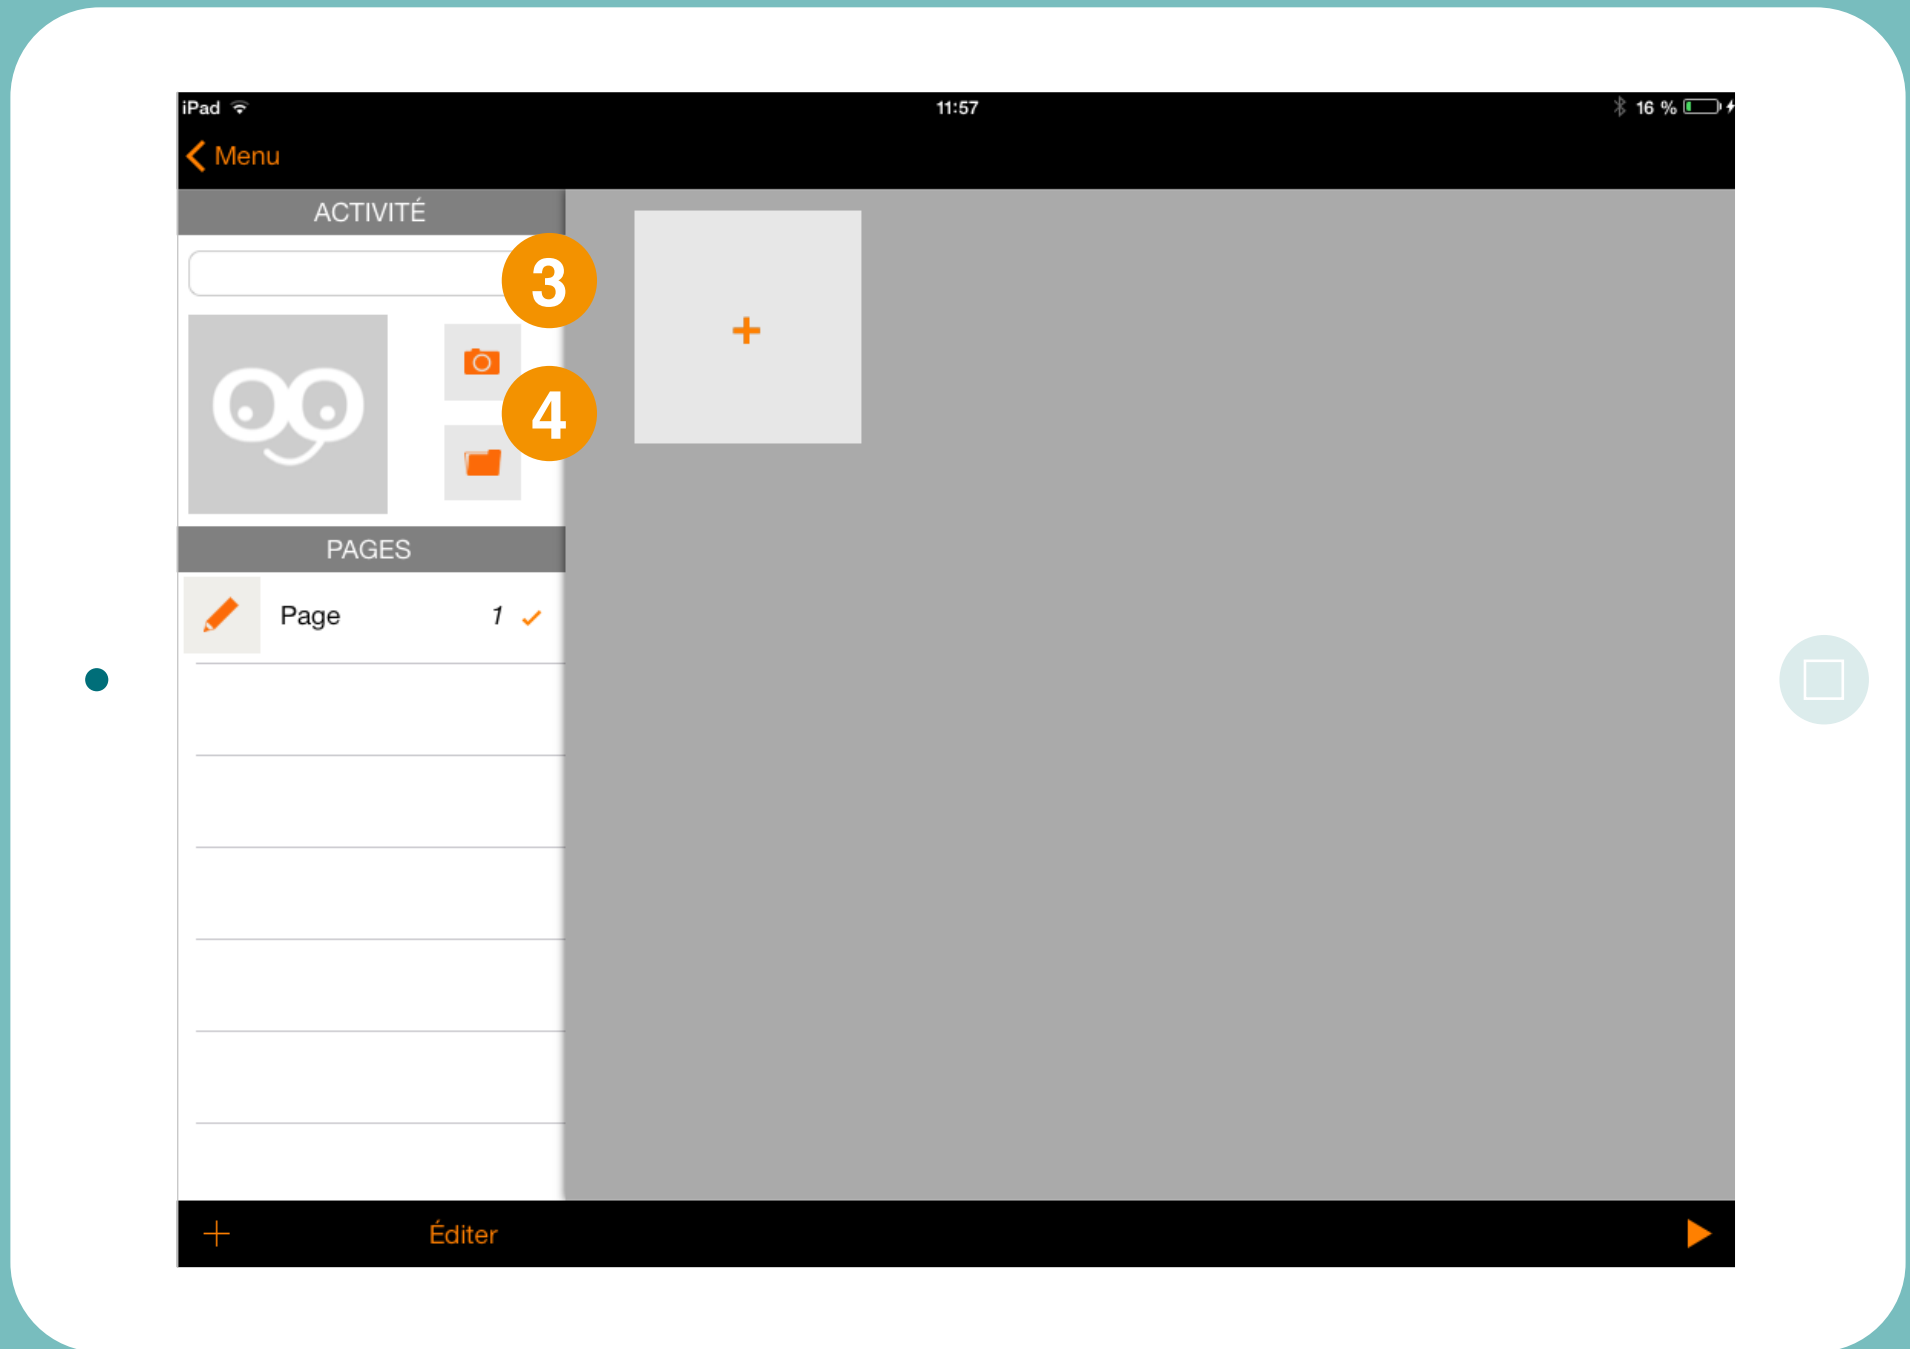 iPad 11:57 16 %
Menu
ACTIVITÉ
3
4
PAGES
Page 1
Éditer